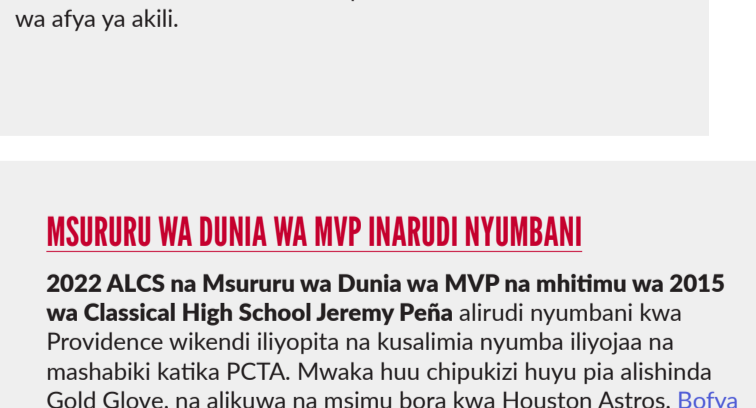 wa afya ya akili.
MSURURU WA DUNIA WA MVP INARUDI NYUMBANI
2022 ALCS na Msururu wa Dunia wa MVP na mhitimu wa 2015
wa Classical High School Jeremy Peña alirudi nyumbani kwa
Providence wikendi iliyopita na kusalimia nyumba iliyojaa na
mashabiki katika PCTA. Mwaka huu chipukizi huyu pia alishinda
Gold Glove, na alikuwa na msimu bora kwa Houston Astros. Bofya